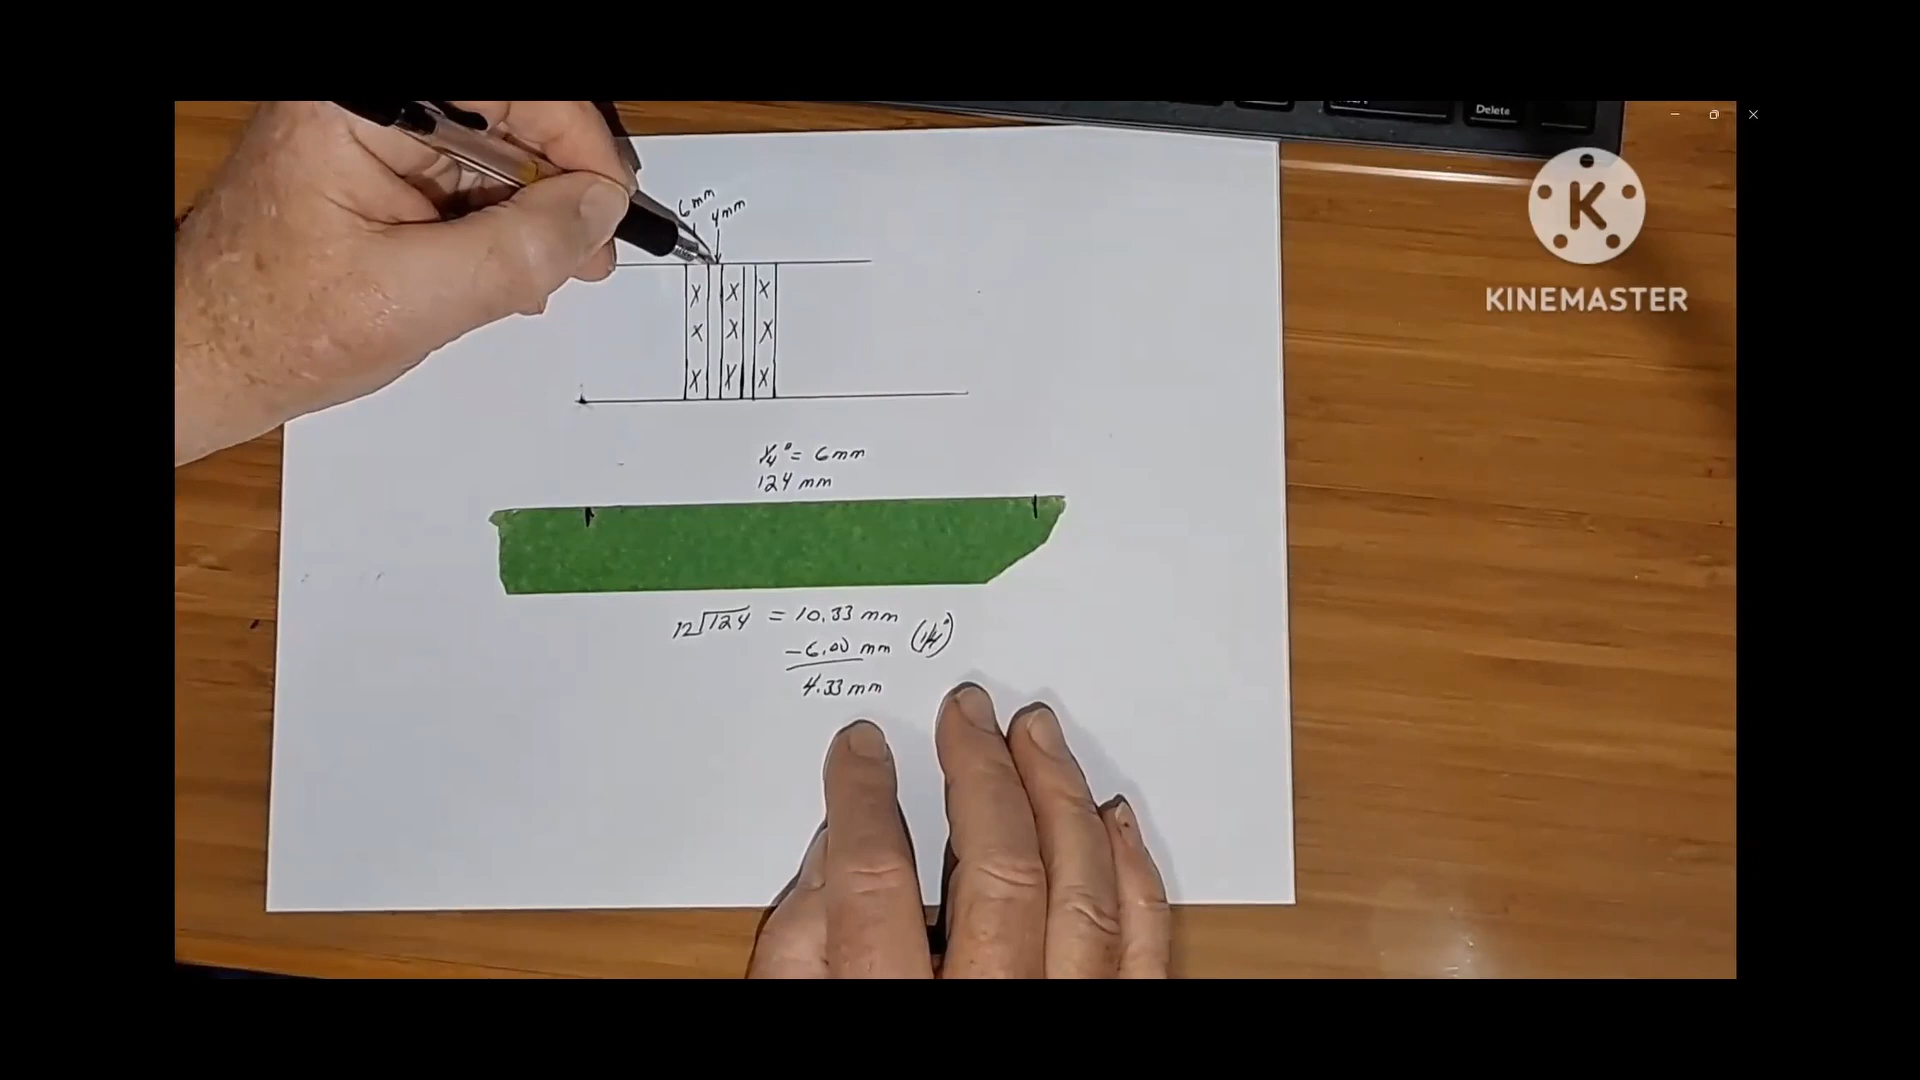 Delete
K
KINEMASTER
6mm
4mm
X X X
X X X
X X X
1/4" = 6mm
124 mm
12√124 = 10.33 mm
-6.00 mm (1/4")
4.33 mm